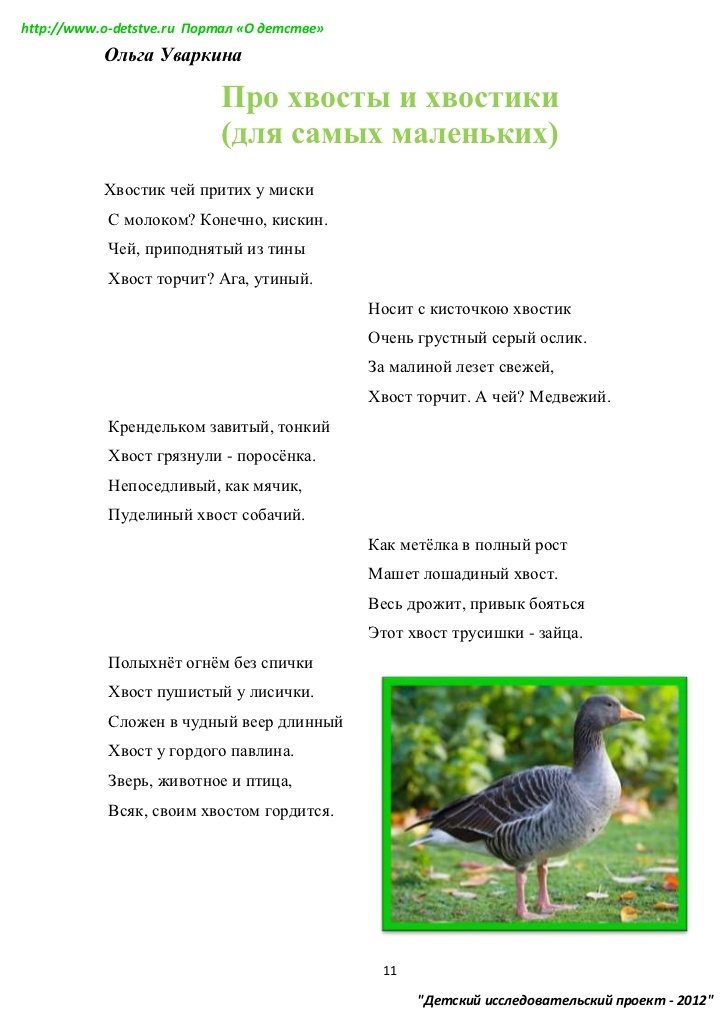 http://www.o-detstve.ru Портал «О детстве»
Ольга Уваркина
Про хвосты и хвостики
(для самых маленьких)
Хвостик чей притих у миски
С молоком? Конечно, кискин.
Чей, приподнятый из тины
Хвост торчит? Ага, утиный.
Носит с кисточкою хвостик
Очень грустный серый ослик.
За малиной лезет свежей,
Хвост торчит. А чей? Медвежий.
Крендельком завитый, тонкий
Хвост грязнули - поросёнка.
Непоседливый, как мячик,
Пуделиный хвост собачий.
Как метёлка в полный рост
Машет лошадиный хвост.
Весь дрожит, привык бояться
Этот хвост трусишки - зайца.
Полыхнёт огнём без спички
Хвост пушистый у лисички.
Сложен в чудный веер длинный
Хвост у гордого павлина.
Зверь, животное и птица,
Всяк, своим хвостом гордится.
11
"Детский исследовательский проект - 2012"